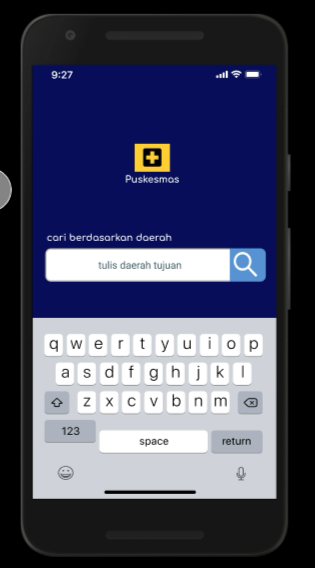 9:27
Puskesmas
cari berdasarkan daerah
tulis daerah tujuan
q w e r t y u i o p
a s d f g h j k l
z x c v b n m
123
space
return